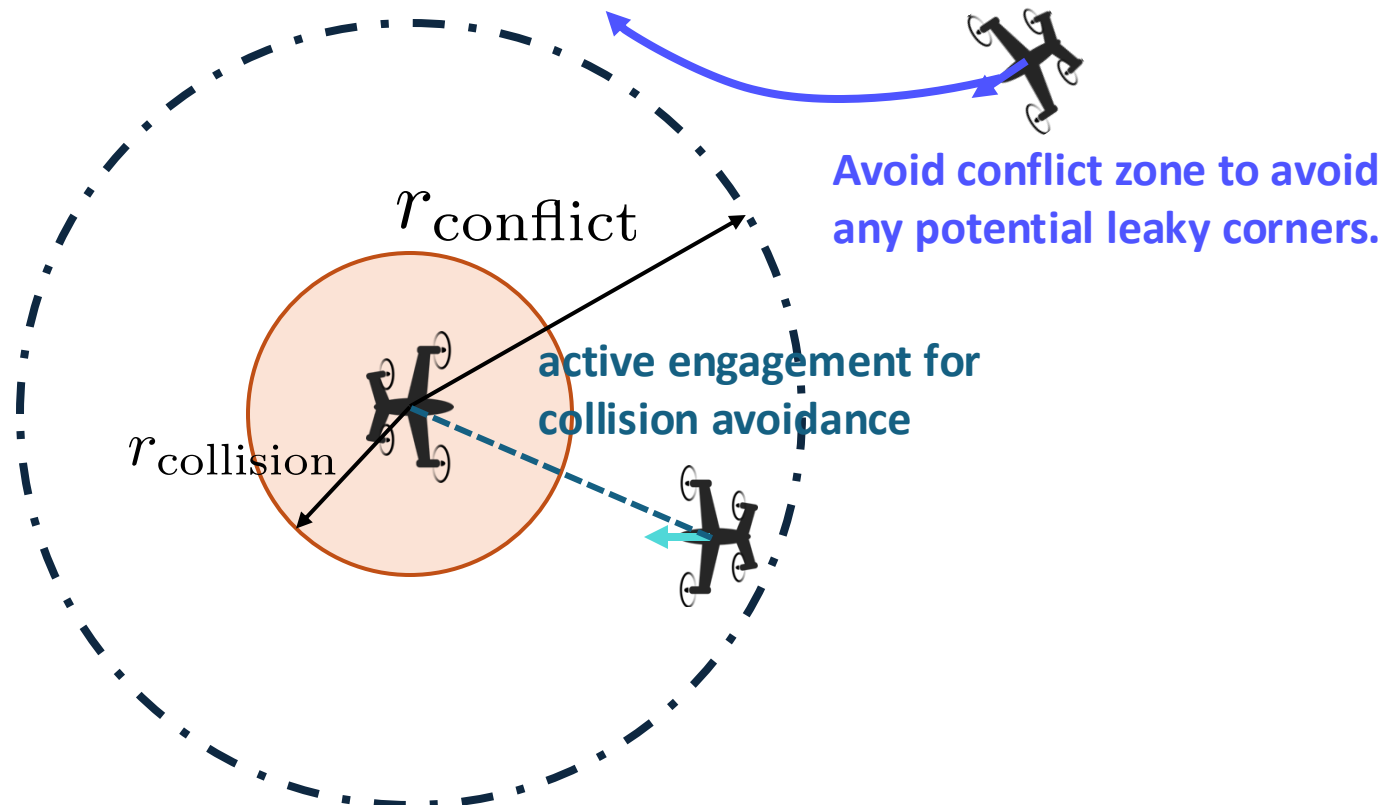 Avoid conflict zone to avoid
any potential leaky corners.
r_conflict
active engagement for
collision avoidance
r_collision